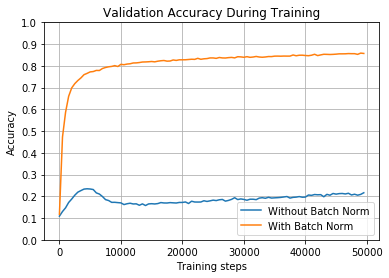 Validation Accuracy During Training
1.0
0.9
0.8
0.7
0.6
0.5
0.4
0.3
0.2
0.1
0.0
Accuracy
Without Batch Norm
With Batch Norm
0 10000 20000 30000 40000 50000
Training steps